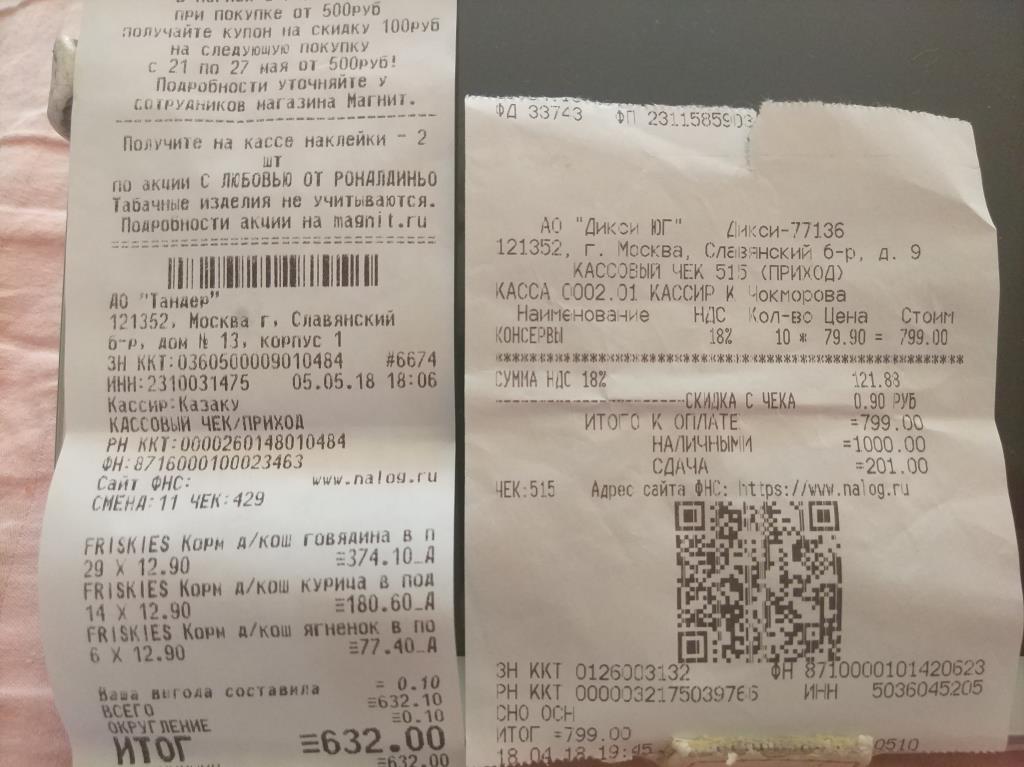 при покупке от 500руб
получайте купон на скидку 100руб
на следующую покупку
с 21 по 27 мая от 500руб!
Подробности уточняйте у
сотрудников магазина Магнит.
Получите на кассе наклейки - 2
шт
по акции С ЛЮБОВЬЮ ОТ РОНАЛДИНЬО
Табачные изделия не учитываются.
Подробности акции на magnit.ru
АО "Тандер"
121352, Москва г, Славянский
б-р, дом № 13, корпус 1
ЗН ККТ:0360500009010484 #6674
ИНН:2310031475 05.05.18 18:06
Кассир:Казаку
КАССОВЫЙ ЧЕК/ПРИХОД
РН ККТ:0000260148010484
ФН:8716000100023463
Сайт ФНС: www.nalog.ru
СМЕНА:11 ЧЕК:429
FRISKIES Корм д/кош говядина в п
29 X 12.90 ≡374.10_А
FRISKIES Корм д/кош курица в под
14 X 12.90 ≡180.60_А
FRISKIES Корм д/кош ягненок в по
6 X 12.90 ≡77.40_А
Ваша выгода составила = 0.10
ВСЕГО ≡632.10
ОКРУГЛЕНИЕ ≡0.10
ИТОГ ≡632.00
≡632.00
ФД 33743 ФП 2311585903
АО "Дикси ЮГ" Дикси-77136
121352, г. Москва, Славянский б-р, д. 9
КАССОВЫЙ ЧЕК 515 (ПРИХОД)
КАССА 0002.01 КАССИР К Чокморова
Наименование НДС Кол-во Цена Стоим
КОНСЕРВЫ 18% 10 * 79.90 = 799.00
************************************************
СУММА НДС 18% 121.88
СКИДКА С ЧЕКА 0.90 РУБ
ИТОГО К ОПЛАТЕ =799.00
НАЛИЧНЫМИ =1000.00
СДАЧА =201.00
ЧЕК:515 Адрес сайта ФНС: https://www.nalog.ru
ЗН ККТ 0126003132 ФН 8710000101420623
РН ККТ 0000032175039766 ИНН 5036045205
СНО ОСН
ИТОГ =799.00
18.04.18 19:45 0510